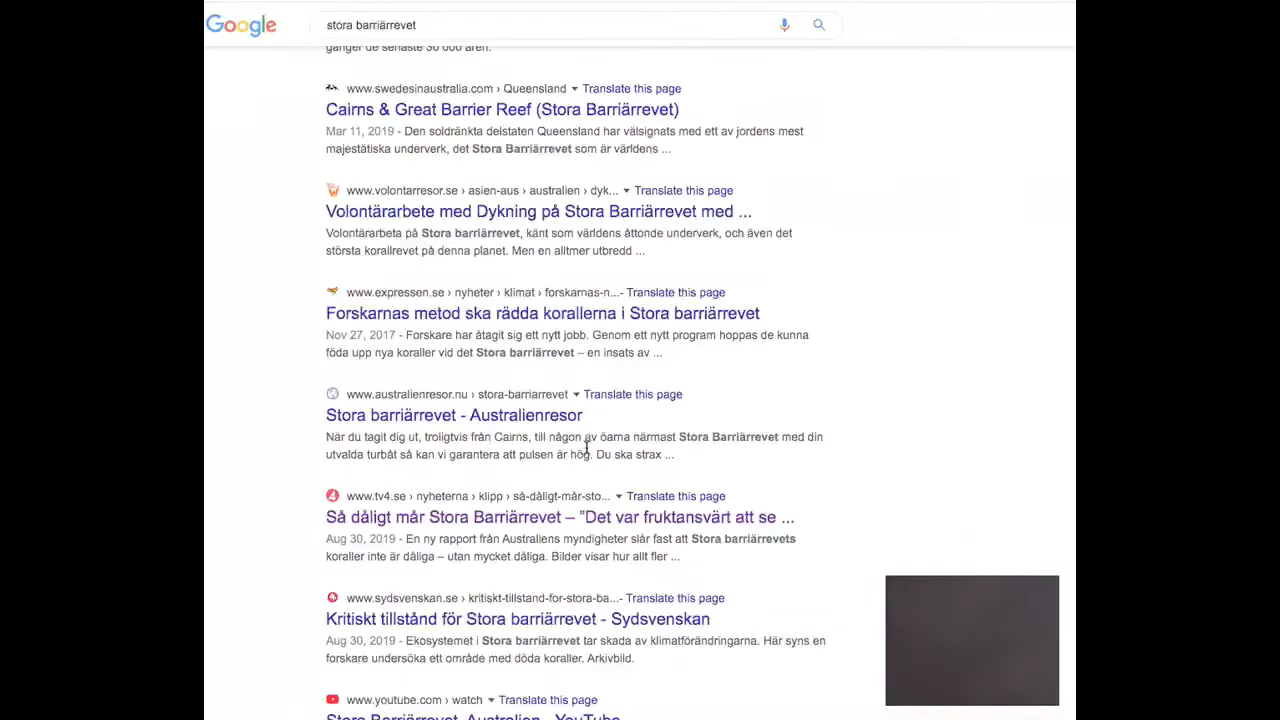 Google
stora barriärrevet
gånger de senaste 30 000 åren.
www.swedesinaustralia.com › Queensland ▾ Translate this page
Cairns & Great Barrier Reef (Stora Barriärrevet)
Mar 11, 2019 - Den soldränkta delstaten Queensland har välsignats med ett av jordens mest
majestätiska underverk, det Stora Barriärrevet som är världens ...
www.volontarresor.se › asien-aus › australien › dyk... ▾ Translate this page
Volontärarbete med Dykning på Stora Barriärrevet med ...
Volontärarbeta på Stora barriärrevet, känt som världens åttonde underverk, och även det
största korallrevet på denna planet. Men en alltmer utbredd ...
www.expressen.se › nyheter › klimat › forskarnas-n...- Translate this page
Forskarnas metod ska rädda korallerna i Stora barriärrevet
Nov 27, 2017 - Forskare har åtagit sig ett nytt jobb. Genom ett nytt program hoppas de kunna
föda upp nya koraller vid det Stora barriärrevet – en insats av ...
www.australienresor.nu › stora-barriarrevet ▾ Translate this page
Stora barriärrevet - Australienresor
När du tagit dig ut, troligtvis från Cairns, till någon av öarna närmast Stora Barriärrevet med din
utvalda turbåt så kan vi garantera att pulsen är hög. Du ska strax ...
www.tv4.se › nyheterna › klipp › så-dåligt-mår-sto... ▾ Translate this page
Så dåligt mår Stora Barriärrevet – ”Det var fruktansvärt att se ...
Aug 30, 2019 - En ny rapport från Australiens myndigheter slår fast att Stora barriärrevets
koraller inte är dåliga – utan mycket dåliga. Bilder visar hur allt fler ...
www.sydsvenskan.se › kritiskt-tillstand-for-stora-ba...- Translate this page
Kritiskt tillstånd för Stora barriärrevet - Sydsvenskan
Aug 30, 2019 - Ekosystemet i Stora barriärrevet tar skada av klimatförändringarna. Här syns en
forskare undersöka ett område med döda koraller. Arkivbild.
www.youtube.com › watch ▾ Translate this page
Stora Barriärrevet, Australien - YouTube